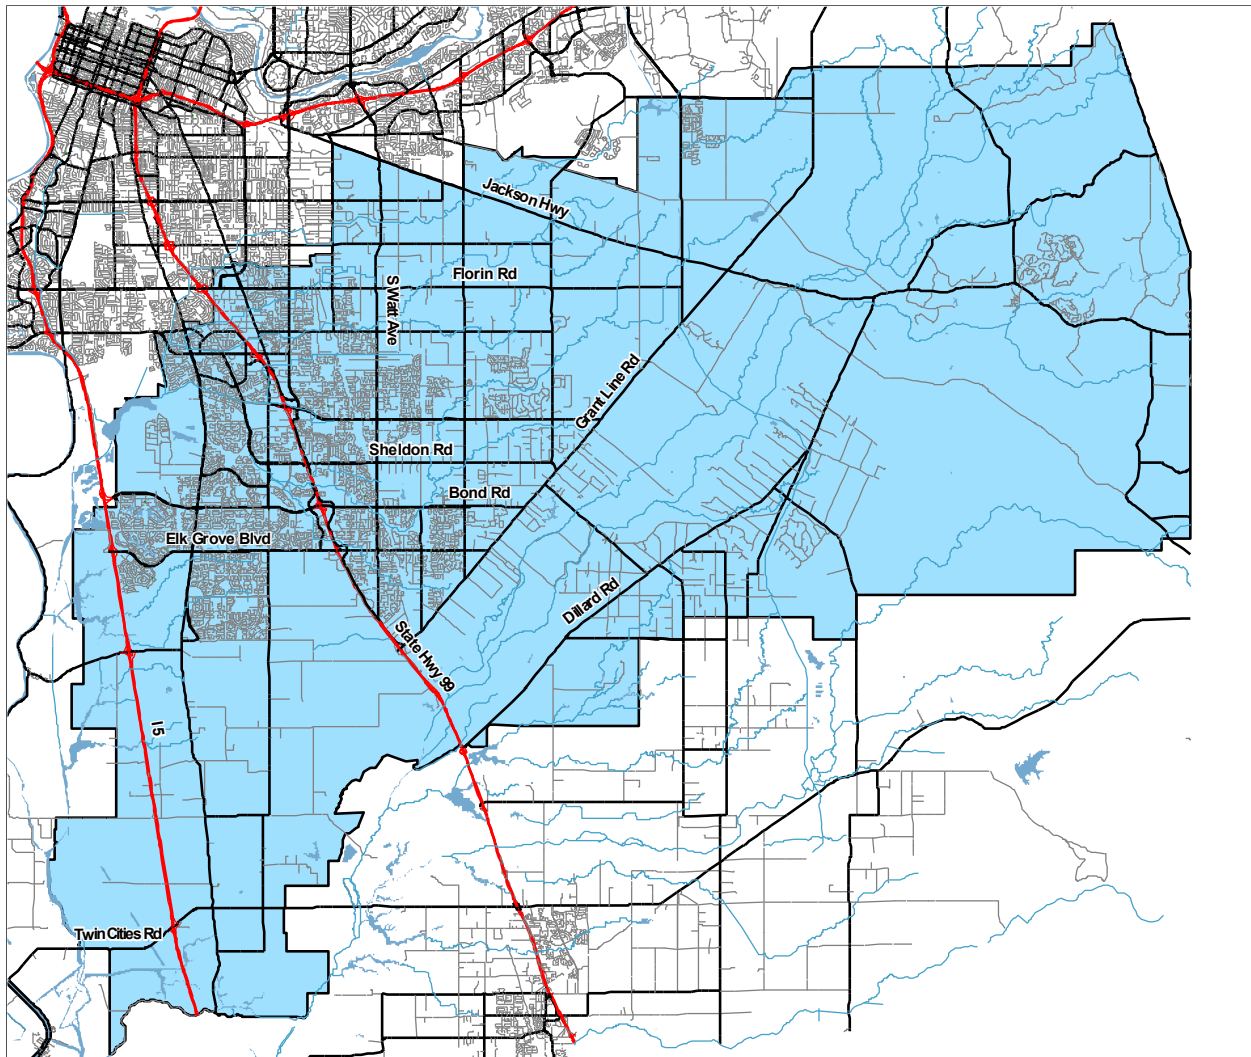 Jackson Hwy
Florin Rd
S Watt Ave
Grant Line Rd
Sheldon Rd
Bond Rd
Elk Grove Blvd
Dillard Rd
State Hwy 99
I 5
Twin Cities Rd